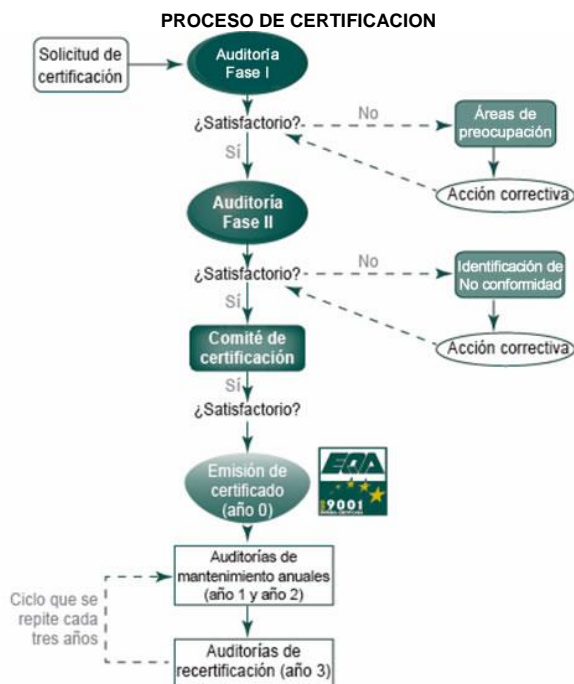 PROCESO DE CERTIFICACION
Solicitud de
certificación
Auditoría
Fase I
¿Satisfactorio?
No
Áreas de
preocupación
Sí
Acción correctiva
Auditoría
Fase II
¿Satisfactorio?
No
Identificación de
No conformidad
Sí
Acción correctiva
Comité de
certificación
Sí
¿Satisfactorio?
Emisión de
certificado
(año 0)
EQA
9001
Auditorías de
mantenimiento anuales
(año 1 y año 2)
Ciclo que se
repite cada
tres años
Auditorías de
recertificación (año 3)